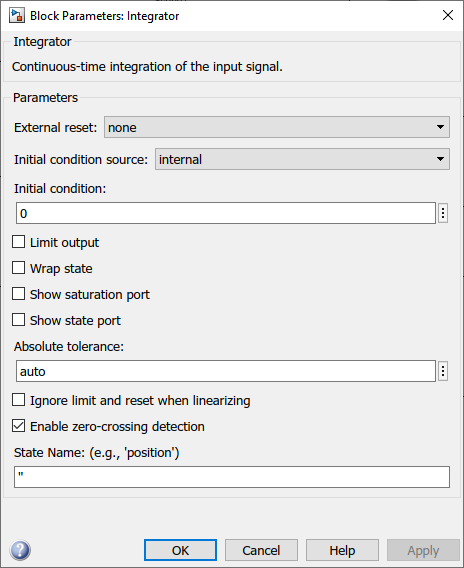 Block Parameters: Integrator
Integrator
Continuous-time integration of the input signal.
Parameters
External reset: none
Initial condition source: internal
Initial condition:
0
Limit output
Wrap state
Show saturation port
Show state port
Absolute tolerance:
auto
Ignore limit and reset when linearizing
Enable zero-crossing detection
State Name: (e.g., 'position')
''
OK Cancel Help Apply